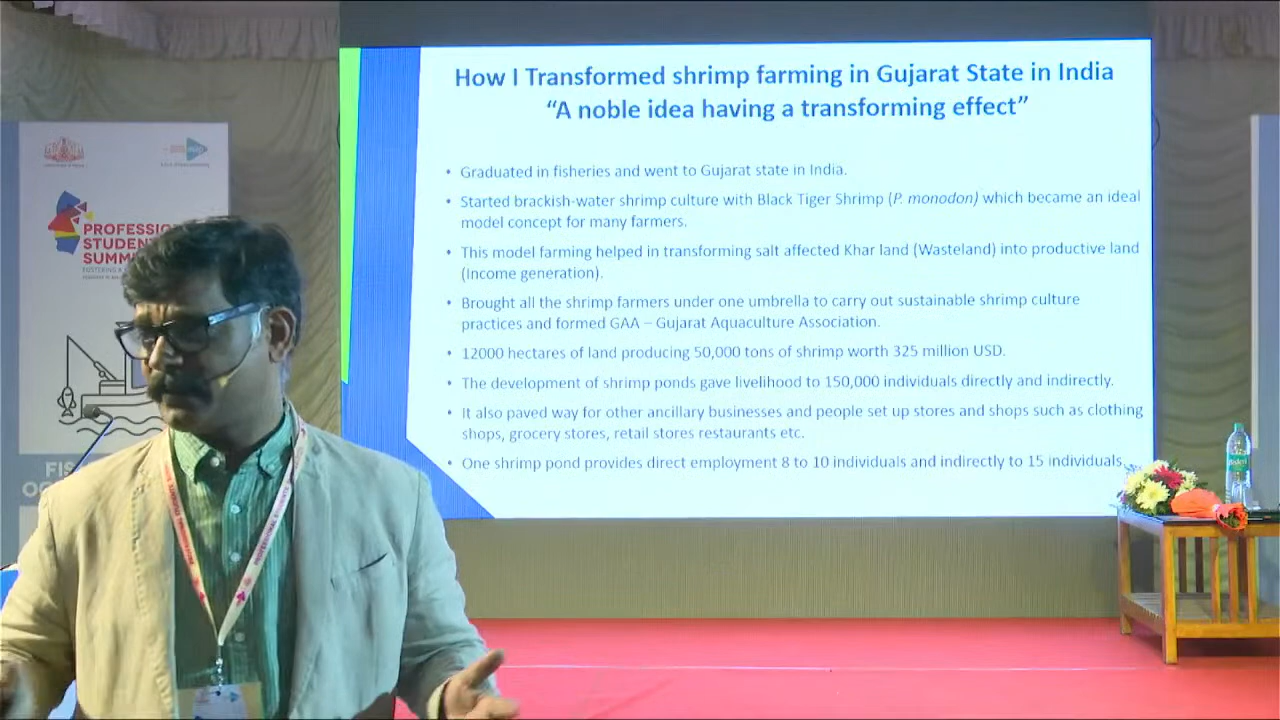 How I Transformed shrimp farming in Gujarat State in India
“A noble idea having a transforming effect”
• Graduated in fisheries and went to Gujarat state in India.
• Started brackish-water shrimp culture with Black Tiger Shrimp (P. monodon) which became an ideal
model concept for many farmers.
• This model farming helped in transforming salt affected Khar land (Wasteland) into productive land
(Income generation).
• Brought all the shrimp farmers under one umbrella to carry out sustainable shrimp culture
practices and formed GAA – Gujarat Aquaculture Association.
• 12000 hectares of land producing 50,000 tons of shrimp worth 325 million USD.
• The development of shrimp ponds gave livelihood to 150,000 individuals directly and indirectly.
• It also paved way for other ancillary businesses and people set up stores and shops such as clothing
shops, grocery stores, retail stores restaurants etc.
• One shrimp pond provides direct employment 8 to 10 individuals and indirectly to 15 individuals.
PROFESSI
STUDEN
SUMM
FIS
OC
PROFESSIONAL STUDENTS